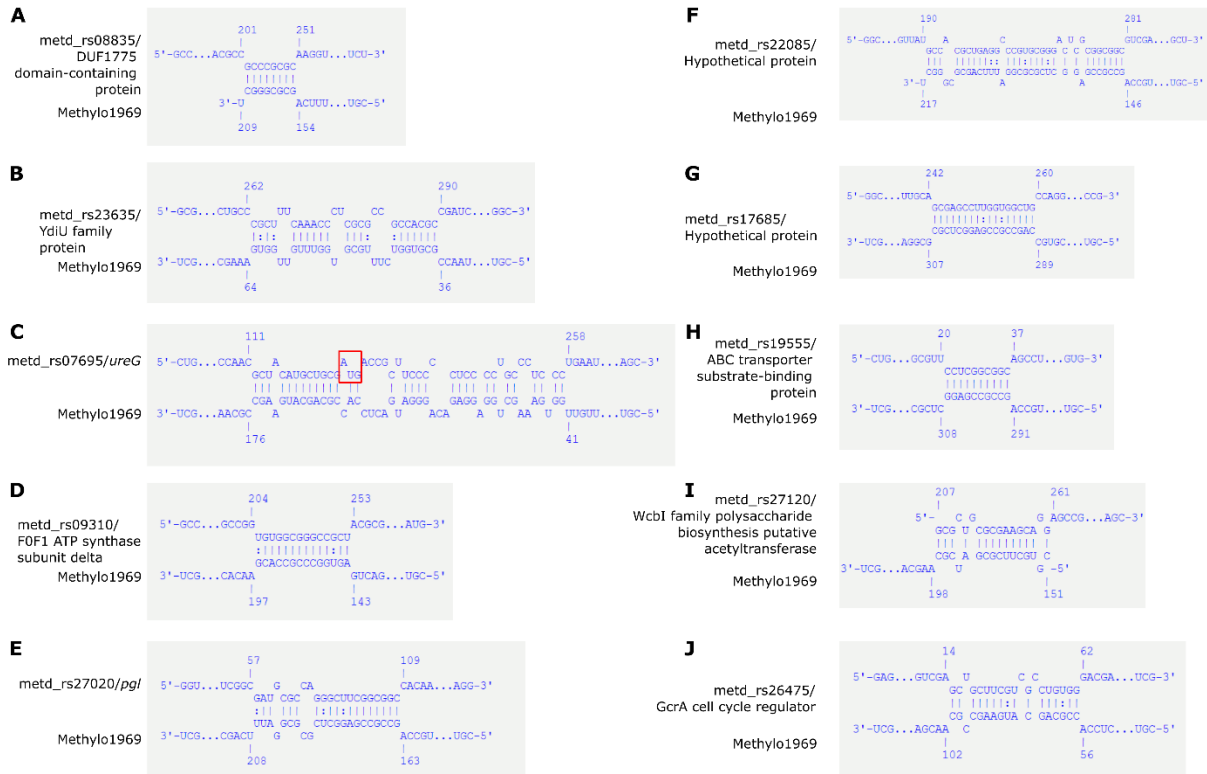 A
metd_rs08835/
DUF1775
domain-containing
protein
Methylo1969
201 251
5'-GCC...ACGCC AAGGU...UCU-3'
GCCCGCGC
||||||||
CGGGCGCG
3'-U ACUUU...UGC-5'
209 154
B
metd_rs23635/
YdiU family
protein
Methylo1969
262 290
5'-GCG...CUGCC UU CU CC CGAUC...GGC-3'
CGCU CAAACC CGCG GCCACGC
|:|: |||||| ||:| :||||||
GUGG GUUUGG GCGU UGGUGCG
3'-UCG...CGAAA UU U UUC CCAAU...UGC-5'
64 36
C
metd_rs07695/ureG
Methylo1969
111 258
5'-CUG...CCAAC A A ACCG U C U CC UGAAU...AGC-3'
GCU CAUGCUGCG UG C CUCCC CUCCC CGC UC CC
CGA GUACGACGC AC G AGGG GAGGG GCG AG GG
3'-UCG...AACGC A C CUCA U ACA A U AA U UUGUU...UGC-5'
176 41
D
metd_rs09310/
F0F1 ATP synthase
subunit delta
Methylo1969
204 253
5'-GCC...GCCGG ACGCG...AUG-3'
UGUGGCGGGCCGCU
:|||||||||||:|
GCACCGCCCGGUGA
3'-UCG...CACAA GUCAG...UGC-5'
197 143
E
metd_rs27020/pgl
Methylo1969
57 109
5'-GGU...UCGGC G CA CACAA...AGG-3'
GAU CGC GGGCUUCGGCGGC
UUA GCG CUCGGAGCCGCCG
3'-UCG...CGACU G CG ACCGU...UGC-5'
208 163
F
metd_rs22085/
Hypothetical protein
Methylo1969
190 281
5'-GGC...GUUAU A C A U G GUCGA...GCU-3'
GCC CGCUGAGG CCGUGCGGG C C CGGCGGC
CGG GCGACUUU GGCGCGCUC G G GCCGCCG
3'-U GC A A ACCGU...UGC-5'
217 146
G
metd_rs17685/
Hypothetical protein
Methylo1969
242 260
5'-GGC...UUGCA CCAGG...CCG-3'
GCGAGCCUUGGUGGCUG
CGCUCGGAGCCGCCGAC
3'-UCG...AGGCG CGUGC...UGC-5'
307 289
H
metd_rs19555/
ABC transporter
substrate-binding
protein
Methylo1969
20 37
5'-CUG...GCGUU AGCCU...GUG-3'
CCUCGGCGGC
||||||||||
GGAGCCGCCG
3'-UCG...CGCUC ACCGU...UGC-5'
308 291
I
metd_rs27120/
WcbI family polysaccharide
biosynthesis putative
acetyltransferase
Methylo1969
207 261
5'- C G G AGCCG...AGC-3'
GCG U CGCGAAGCA G
CGC A GCGCUUCGU C
3'-UCG...ACGAA U G -5'
198 151
J
metd_rs26475/
GcrA cell cycle regulator
Methylo1969
14 62
5'-GAG...GUCGA U C C GACGA...UCG-3'
GC GCUUCGU G CUGUGG
CG CGAAGUA C GACGCC
3'-UCG...AGCAA C ACCUC...UGC-5'
102 56